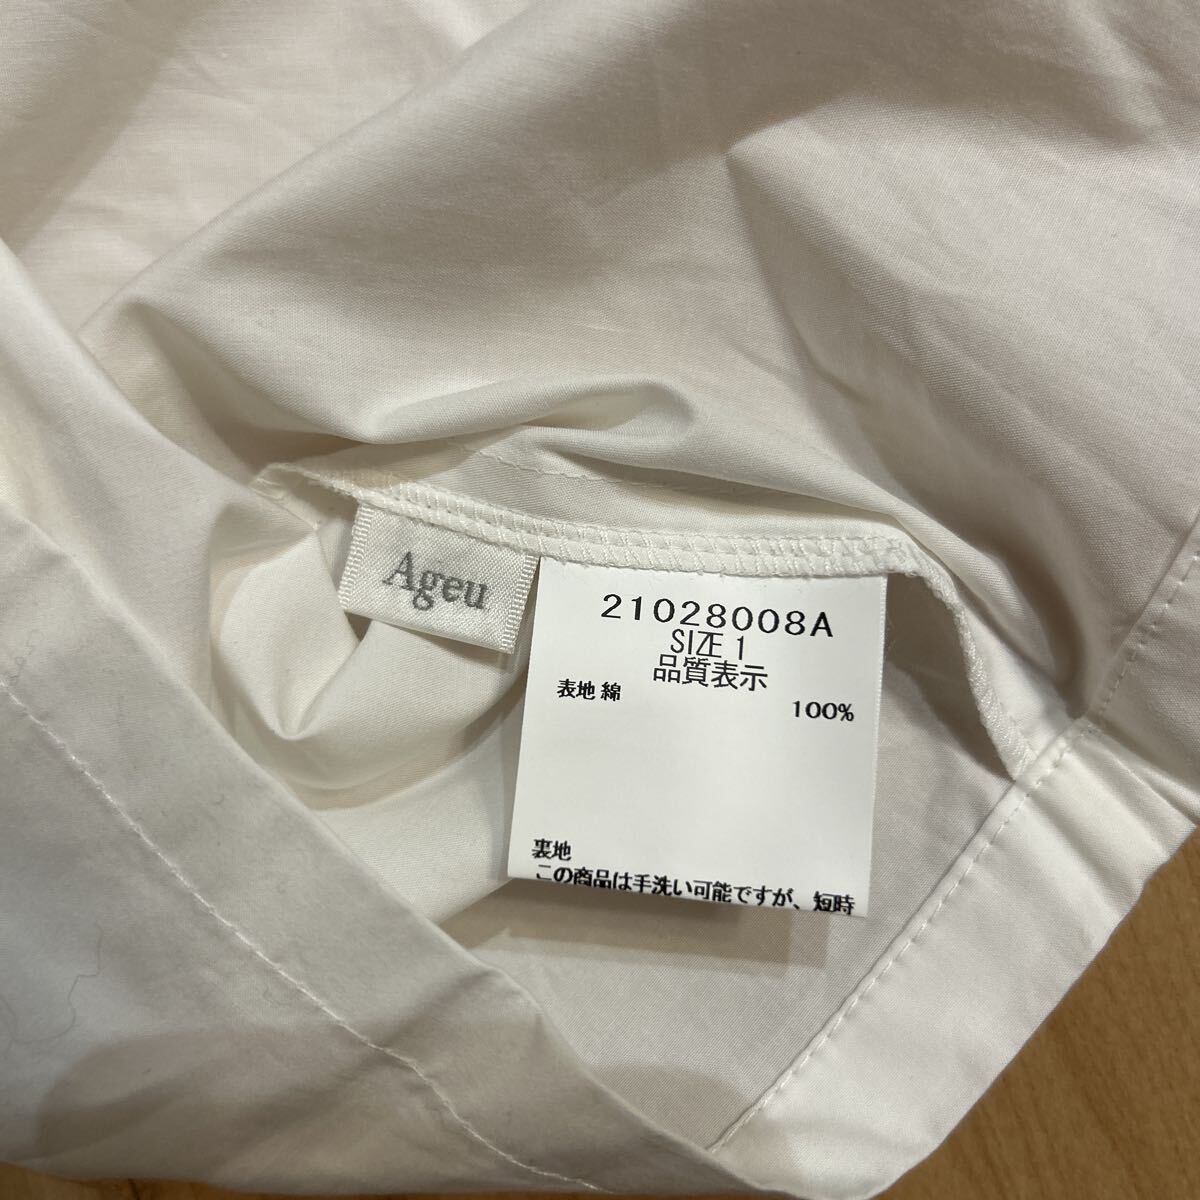 Ageu
21028008A
SIZE 1
品質表示
表地 綿 100%
裏地
この商品は手洗い可能ですが、短時